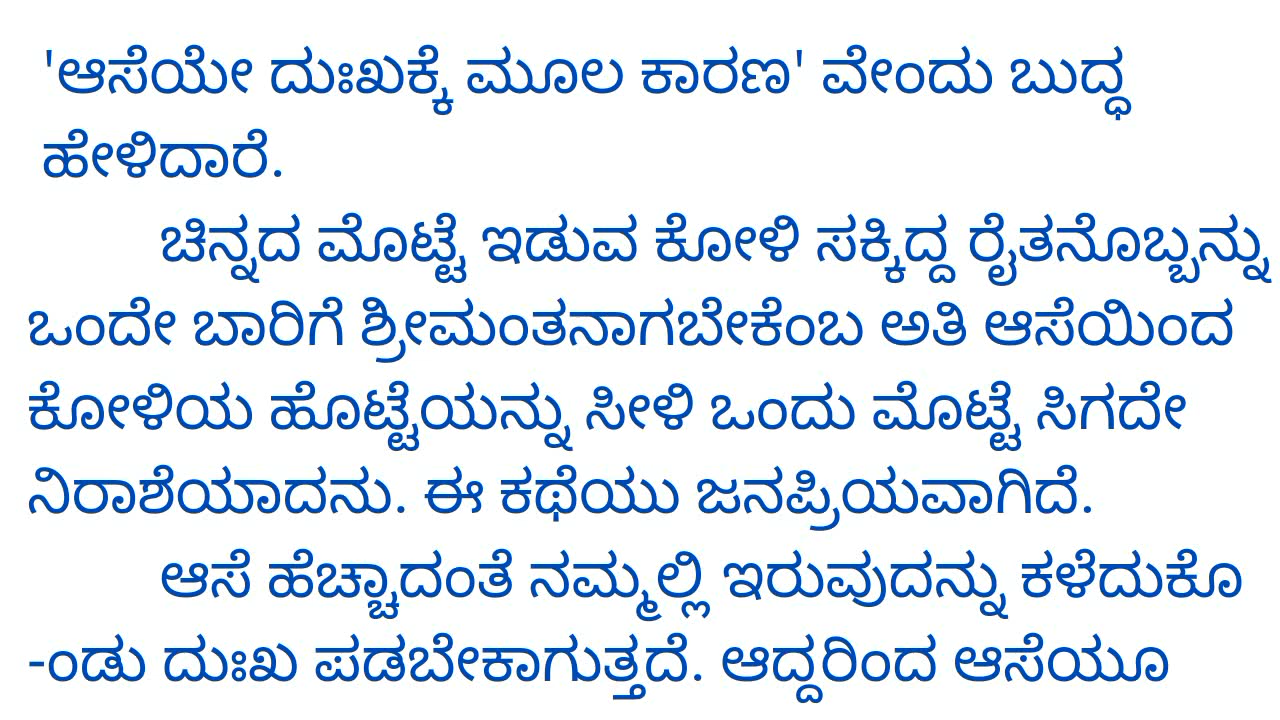 'ಆಸೆಯೇ ದುಃಖಕ್ಕೆ ಮೂಲ ಕಾರಣ' ವೇಂದು ಬುದ್ಧ
ಹೇಳಿದಾರೆ.
ಚಿನ್ನದ ಮೊಟ್ಟೆ ಇಡುವ ಕೋಳಿ ಸಕ್ಕಿದ್ದ ರೈತನೊಬ್ಬನ್ನು
ಒಂದೇ ಬಾರಿಗೆ ಶ್ರೀಮಂತನಾಗಬೇಕೆಂಬ ಅತಿ ಆಸೆಯಿಂದ
ಕೋಳಿಯ ಹೊಟ್ಟೆಯನ್ನು ಸೀಳಿ ಒಂದು ಮೊಟ್ಟೆ ಸಿಗದೇ
ನಿರಾಶೆಯಾದನು. ಈ ಕಥೆಯು ಜನಪ್ರಿಯವಾಗಿದೆ.
ಆಸೆ ಹೆಚ್ಚಾದಂತೆ ನಮ್ಮಲ್ಲಿ ಇರುವುದನ್ನು ಕಳೆದುಕೊ
-ಂಡು ದುಃಖ ಪಡಬೇಕಾಗುತ್ತದೆ. ಆದ್ದರಿಂದ ಆಸೆಯೂ